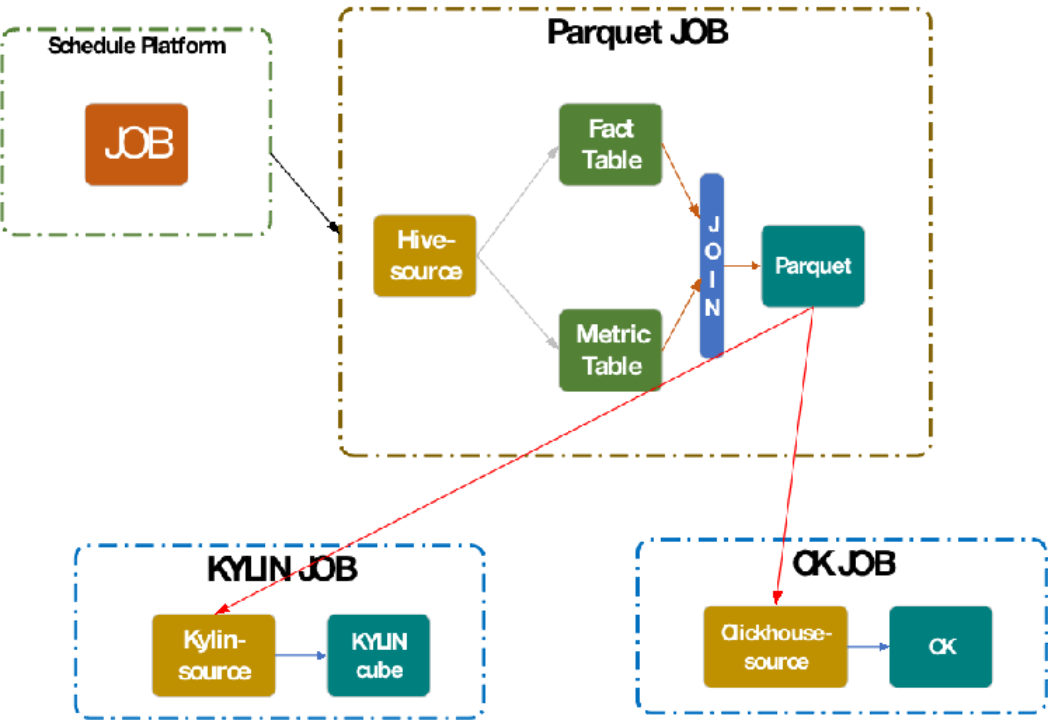 Schedule Platform
JOB
Parquet JOB
Hive-
source
Fact
Table
Metric
Table
J
O
I
N
Parquet
KYLIN JOB
Kylin-
source
KYLIN
cube
CK JOB
Clickhouse-
source
CK